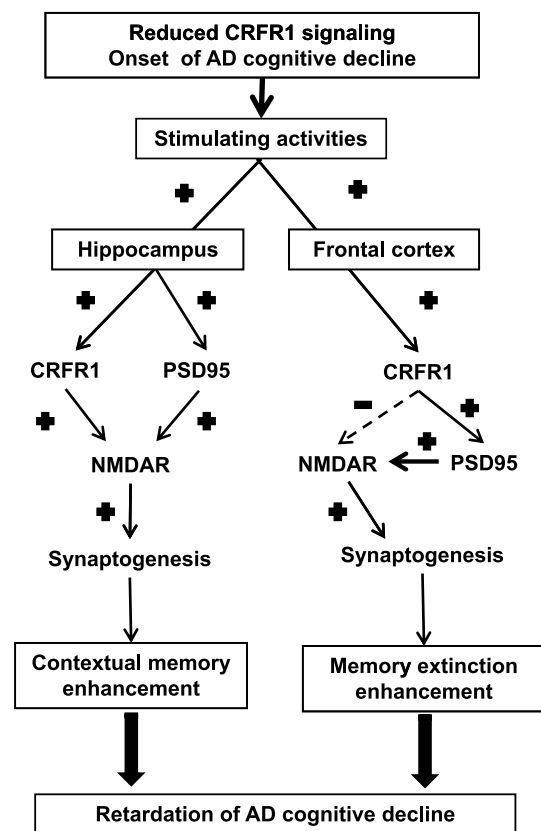 Reduced CRFR1 signaling
Onset of AD cognitive decline
Stimulating activities
Hippocampus
Frontal cortex
CRFR1
PSD95
CRFR1
NMDAR
NMDAR
PSD95
Synaptogenesis
Synaptogenesis
Contextual memory
enhancement
Memory extinction
enhancement
Retardation of AD cognitive decline